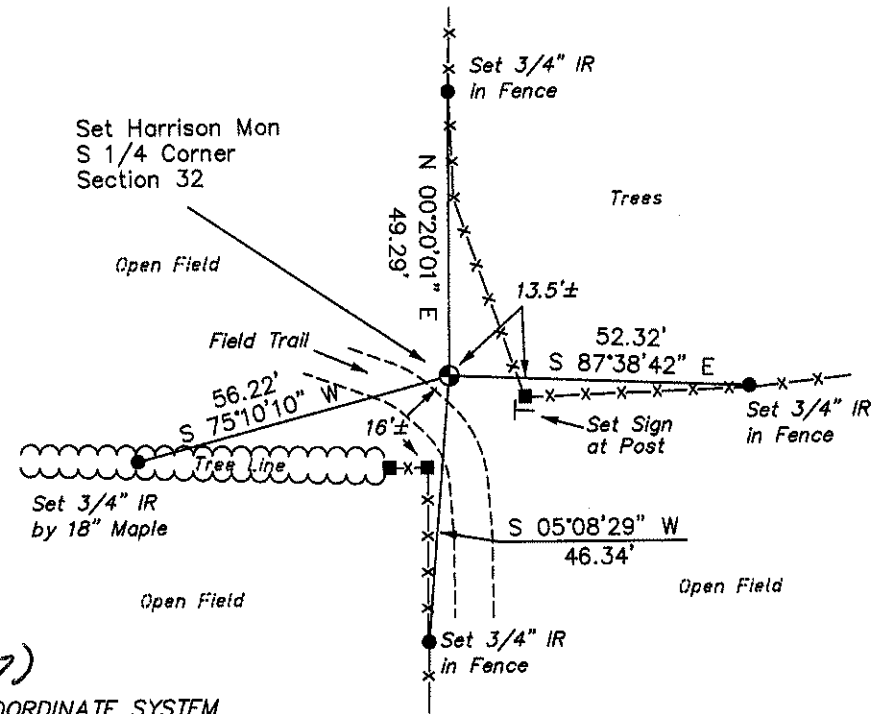 Set 3/4" IR
in Fence
Set Harrison Mon
S 1/4 Corner
Section 32
N 00°20'01" E
49.29'
Trees
Open Field
13.5'±
Field Trail
52.32'
S 87°38'42" E
56.22'
S 75°10'10" W
16'±
Set Sign
at Post
Set 3/4" IR
in Fence
Tree Line
Set 3/4" IR
by 18" Maple
S 05°08'29" W
46.34'
Open Field
Open Field
Set 3/4" IR
in Fence
COORDINATE SYSTEM